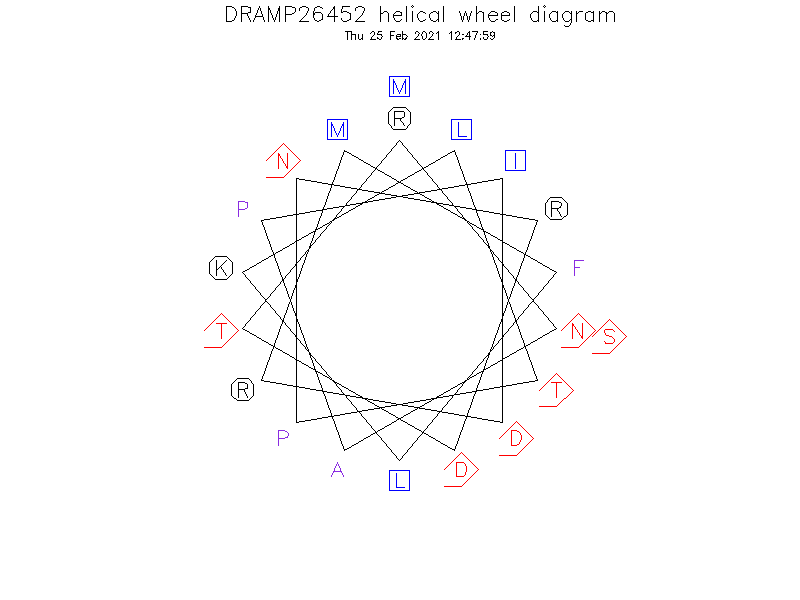 DRAMP26452 helical wheel diagram
Thu 25 Feb 2021 12:47:59
M
R
M L
N I
P R
K F
T N S
R T
P D
A D
L